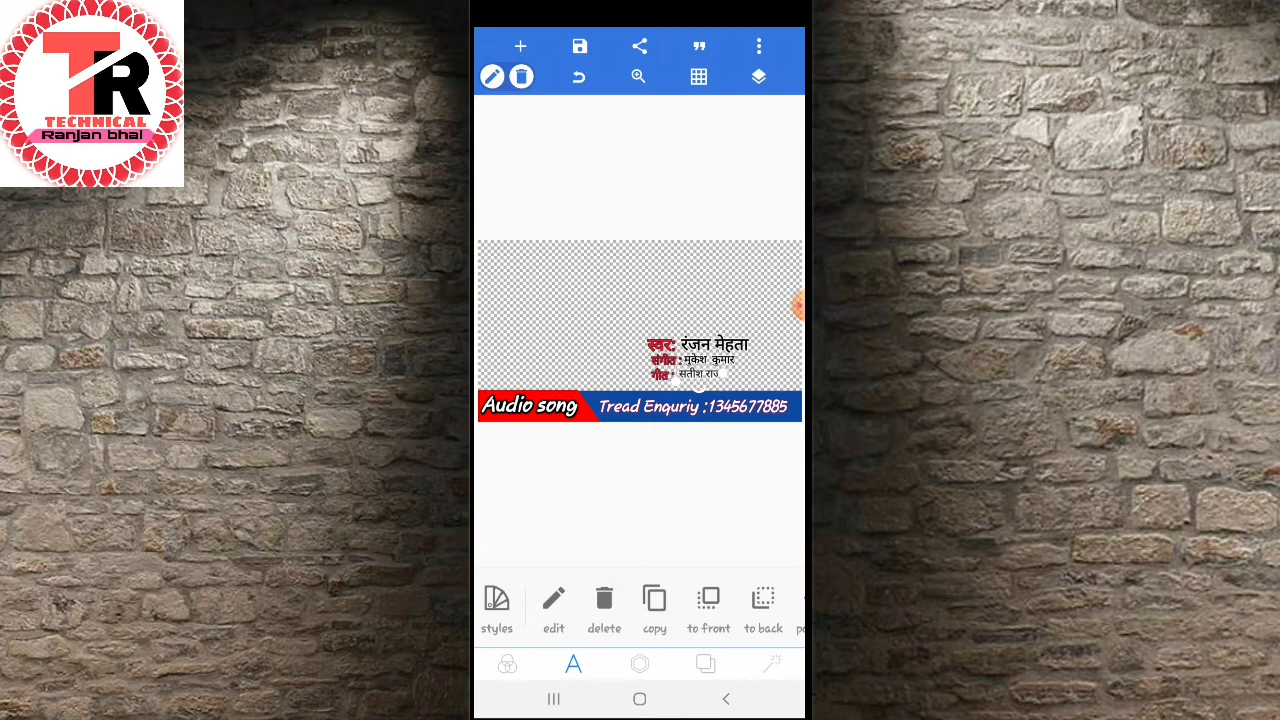 TR
TECHNICAL
Ranjan bhai
स्वर: रंजन मेहता
संगीत : मुकेश कुमार
गीत : सतीश राज
Audio song
Tread Enquriy :1345677885
styles
edit
delete
copy
to front
to back